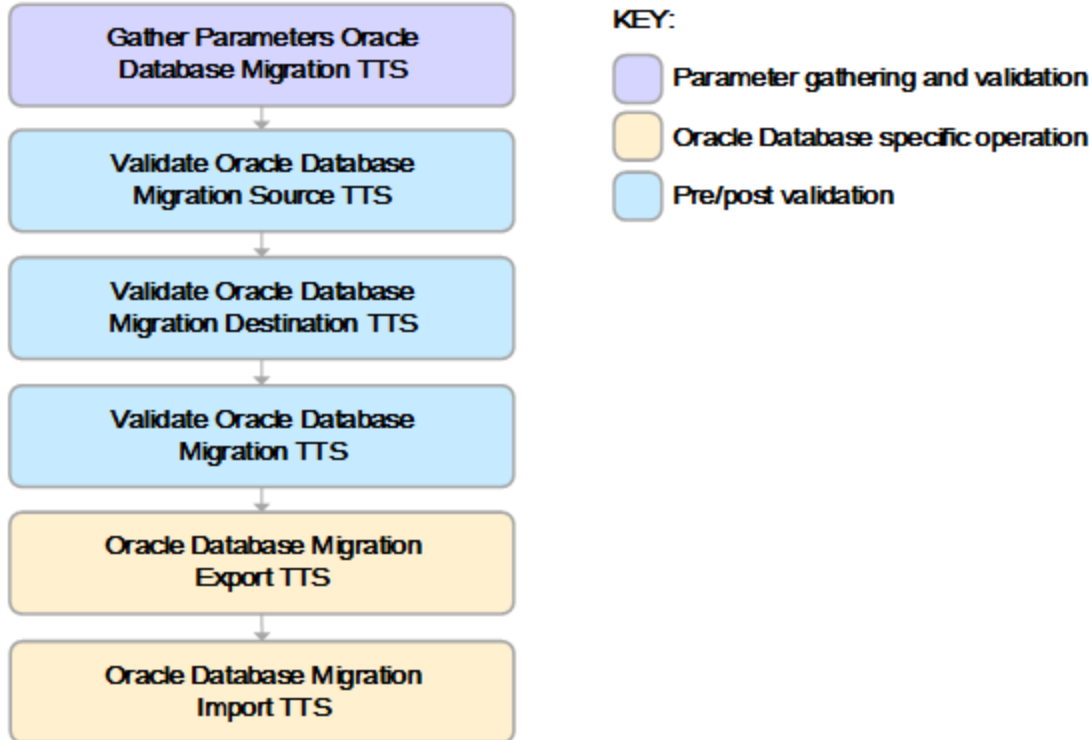 Gather Parameters Oracle
Database Migration TTS
Validate Oracle Database
Migration Source TTS
Validate Oracle Database
Migration Destination TTS
Validate Oracle Database
Migration TTS
Oracle Database Migration
Export TTS
Oracle Database Migration
Import TTS
KEY:
Parameter gathering and validation
Oracle Database specific operation
Pre/post validation